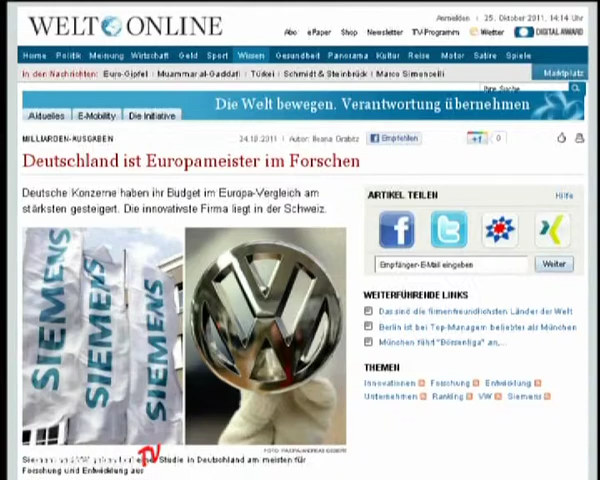 WELT ONLINE
Anmelden | 25. Oktober 2011, 14:14 Uhr
Abo ePaper Shop Newsletter TV-Programm Wetter DIGITAL AWARD
Home Politik Meinung Wirtschaft Geld Sport Wissen Gesundheit Panorama Kultur Reise Motor Satire Spiele
In den Nachrichten: Euro-Gipfel | Muammar al-Gaddafi | Türkei | Schmidt & Steinbrück | Marco Simoncelli
Marktplatz
Ihre Suche
Die Welt bewegen. Verantwortung übernehmen
Aktuelles E-Mobility Die Initiative
MILLIARDEN-AUSGABEN
24.10.2011 | Autor: Ileana Grabitz
Empfehlen
+1 0
Deutschland ist Europameister im Forschen
Deutsche Konzerne haben ihr Budget im Europa-Vergleich am
stärksten gesteigert. Die innovativste Firma liegt in der Schweiz.
SIEMENS
SIEMENS
SIEMENS
TV
Studie in Deutschland am meisten für
Forschung und Entwicklung aus
ARTIKEL TEILEN
Hilfe
Empfänger-E-Mail eingeben
Weiter
WEITERFÜHRENDE LINKS
Das sind die firmenfreundlichsten Länder der Welt
Berlin ist bei Top-Managern beliebter als München
München führt "Börsenliga" an,...
THEMEN
Innovationen Forschung Entwicklung
Unternehmen Ranking VW Siemens